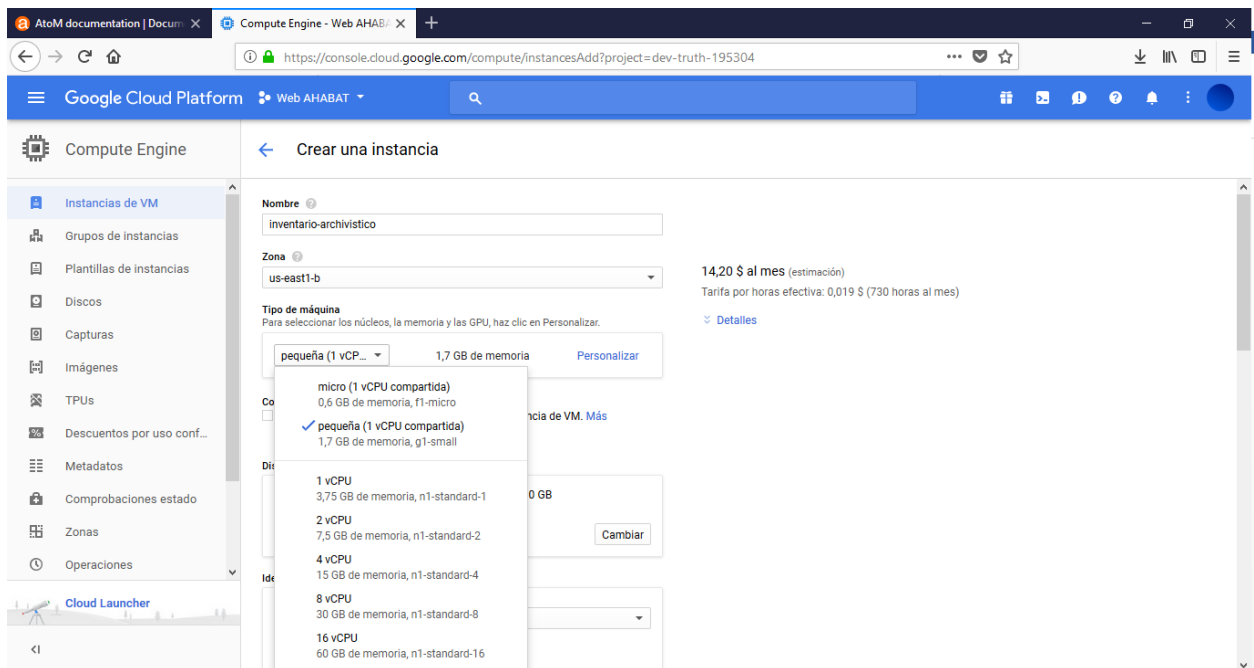 AtoM documentation | Docum
Compute Engine - Web AHABA
https://console.cloud.google.com/compute/instancesAdd?project=dev-truth-195304
Google Cloud Platform
Web AHABAT
Compute Engine
Crear una instancia
Instancias de VM
Grupos de instancias
Plantillas de instancias
Discos
Capturas
Imágenes
TPUs
Descuentos por uso conf...
Metadatos
Comprobaciones estado
Zonas
Operaciones
Cloud Launcher
Nombre
inventario-archivistico
Zona
us-east1-b
Tipo de máquina
Para seleccionar los núcleos, la memoria y las GPU, haz clic en Personalizar.
pequeña (1 vCP... 1,7 GB de memoria Personalizar
micro (1 vCPU compartida)
0,6 GB de memoria, f1-micro
Co
ncia de VM. Más
pequeña (1 vCPU compartida)
1,7 GB de memoria, g1-small
Dis
1 vCPU
3,75 GB de memoria, n1-standard-1
0 GB
2 vCPU
7,5 GB de memoria, n1-standard-2
Cambiar
4 vCPU
15 GB de memoria, n1-standard-4
Ide
8 vCPU
30 GB de memoria, n1-standard-8
16 vCPU
60 GB de memoria, n1-standard-16
14,20 $ al mes (estimación)
Tarifa por horas efectiva: 0,019 $ (730 horas al mes)
Detalles